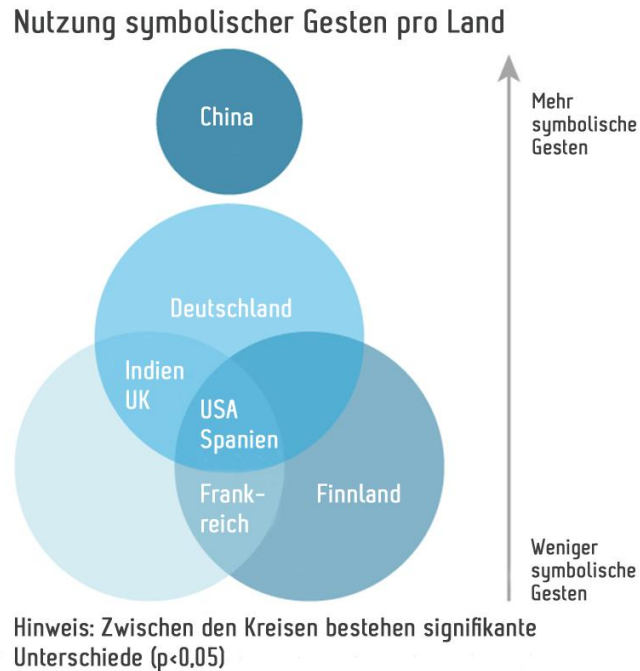 Nutzung symbolischer Gesten pro Land
China
Mehr
symbolische
Gesten
Deutschland
Indien
UK
USA
Spanien
Frank-
reich
Finnland
Weniger
symbolische
Gesten
Hinweis: Zwischen den Kreisen bestehen signifikante
Unterschiede (p<0,05)